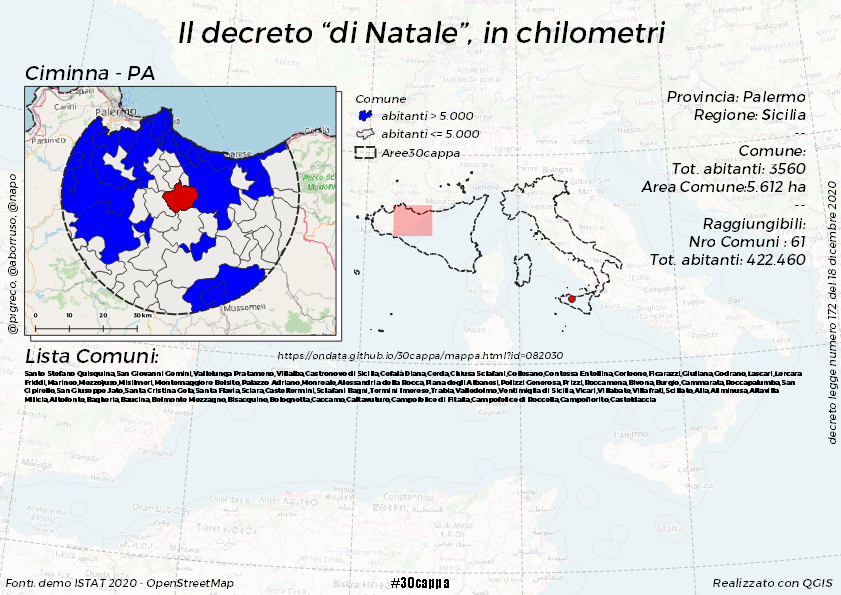 Il decreto “di Natale”, in chilometri
Ciminna - PA
Palermo
Carini
Partinico
Cefalù
Mussomeli
0 10 20 30 km
Comune
abitanti > 5.000
abitanti <= 5.000
Aree30cappa
Provincia: Palermo
Regione: Sicilia
--
Comune:
Tot. abitanti: 3560
Area Comune:5.612 ha
--
Raggiungibili:
Nro Comuni : 61
Tot. abitanti: 422.460
@pigreco, @aborruso, @napo
decreto legge numero 172 del 18 dicembre 2020
Lista Comuni:
https://ondata.github.io/30cappa/mappa.html?id=082030
Santo Stefano Quisquina,San Giovanni Gemini,Vallelunga Pratameno,Villalba,Castronovo di Sicilia,Cefalà Diana,Cerda,Chiusa Sclafani,Collesano,Contessa Entellina,Corleone,Ficarazzi,Giuliana,Godrano,Lascari,Lercara
Friddi,Marineo,Mezzojuso,Misilmeri,Montemaggiore Belsito,Palazzo Adriano,Monreale,Alessandria della Rocca,Piana degli Albanesi,Polizzi Generosa,Prizzi,Roccamena,Bivona,Burgio,Cammarata,Roccapalumba,San
Cipirello,San Giuseppe Jato,Santa Cristina Gela,Santa Flavia,Sciara,Casteltermini,Sclafani Bagni,Termini Imerese,Trabia,Valledolmo,Ventimiglia di Sicilia,Vicari,Villabate,Villafrati,Scillato,Alia,Aliminusa,Altavilla
Milicia,Altofonte,Bagheria,Baucina,Belmonte Mezzagno,Bisacquino,Bolognetta,Caccamo,Caltavuturo,Campofelice di Fitalia,Campofelice di Roccella,Campofiorito,Casteldaccia
Constantine
Fonti: demo ISTAT 2020 - OpenStreetMap
#30cappa
Realizzato con QGIS